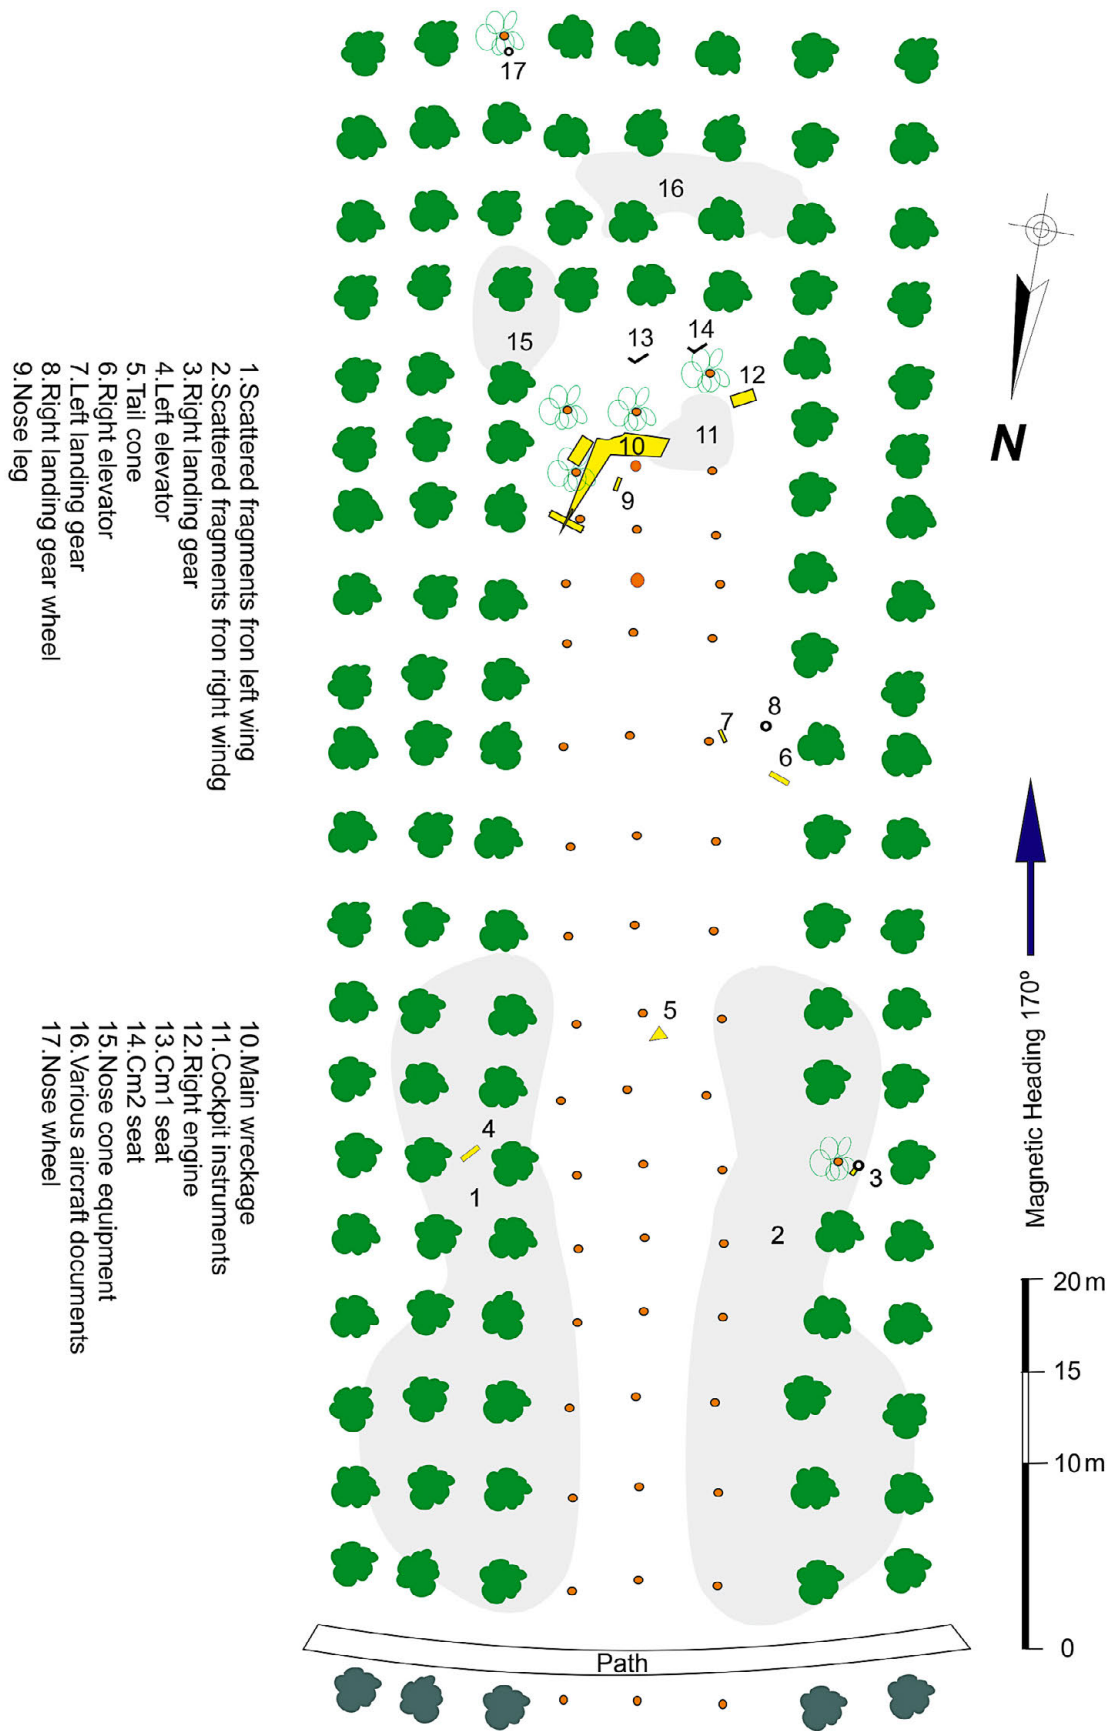 17
16
15
13
14
12
11
10
9
N
7
8
6
5
4
3
1
2
Magnetic Heading 170º
20 m
15
10 m
0
Path
1.Scattered fragments fron left wing
2.Scattered fragments fron right windg
3.Right landing gear
4.Left elevator
5.Tail cone
6.Right elevator
7.Left landing gear
8.Right landing gear wheel
9.Nose leg
10.Main wreckage
11.Cockpit instruments
12.Right engine
13.Cm1 seat
14.Cm2 seat
15.Nose cone equipment
16.Various aircraft documents
17.Nose wheel